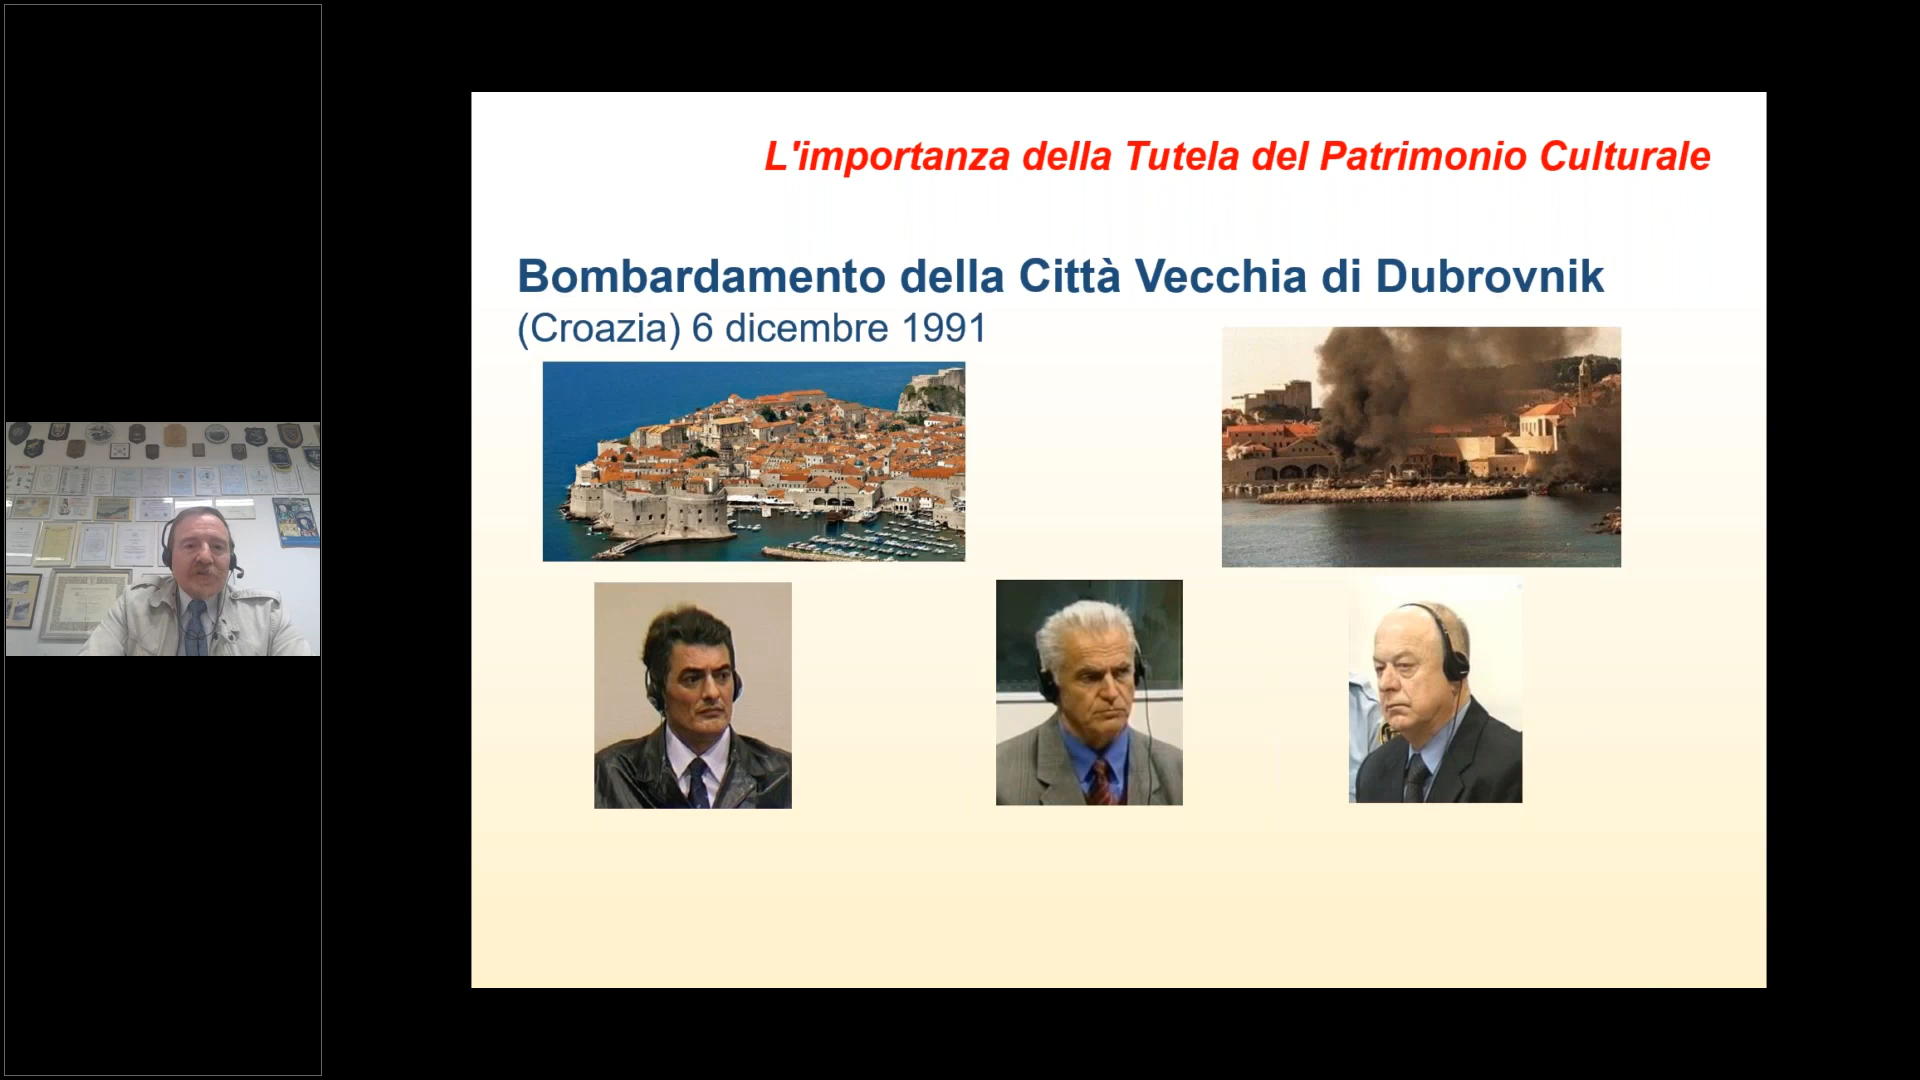 L'importanza della Tutela del Patrimonio Culturale
Bombardamento della Città Vecchia di Dubrovnik
(Croazia) 6 dicembre 1991